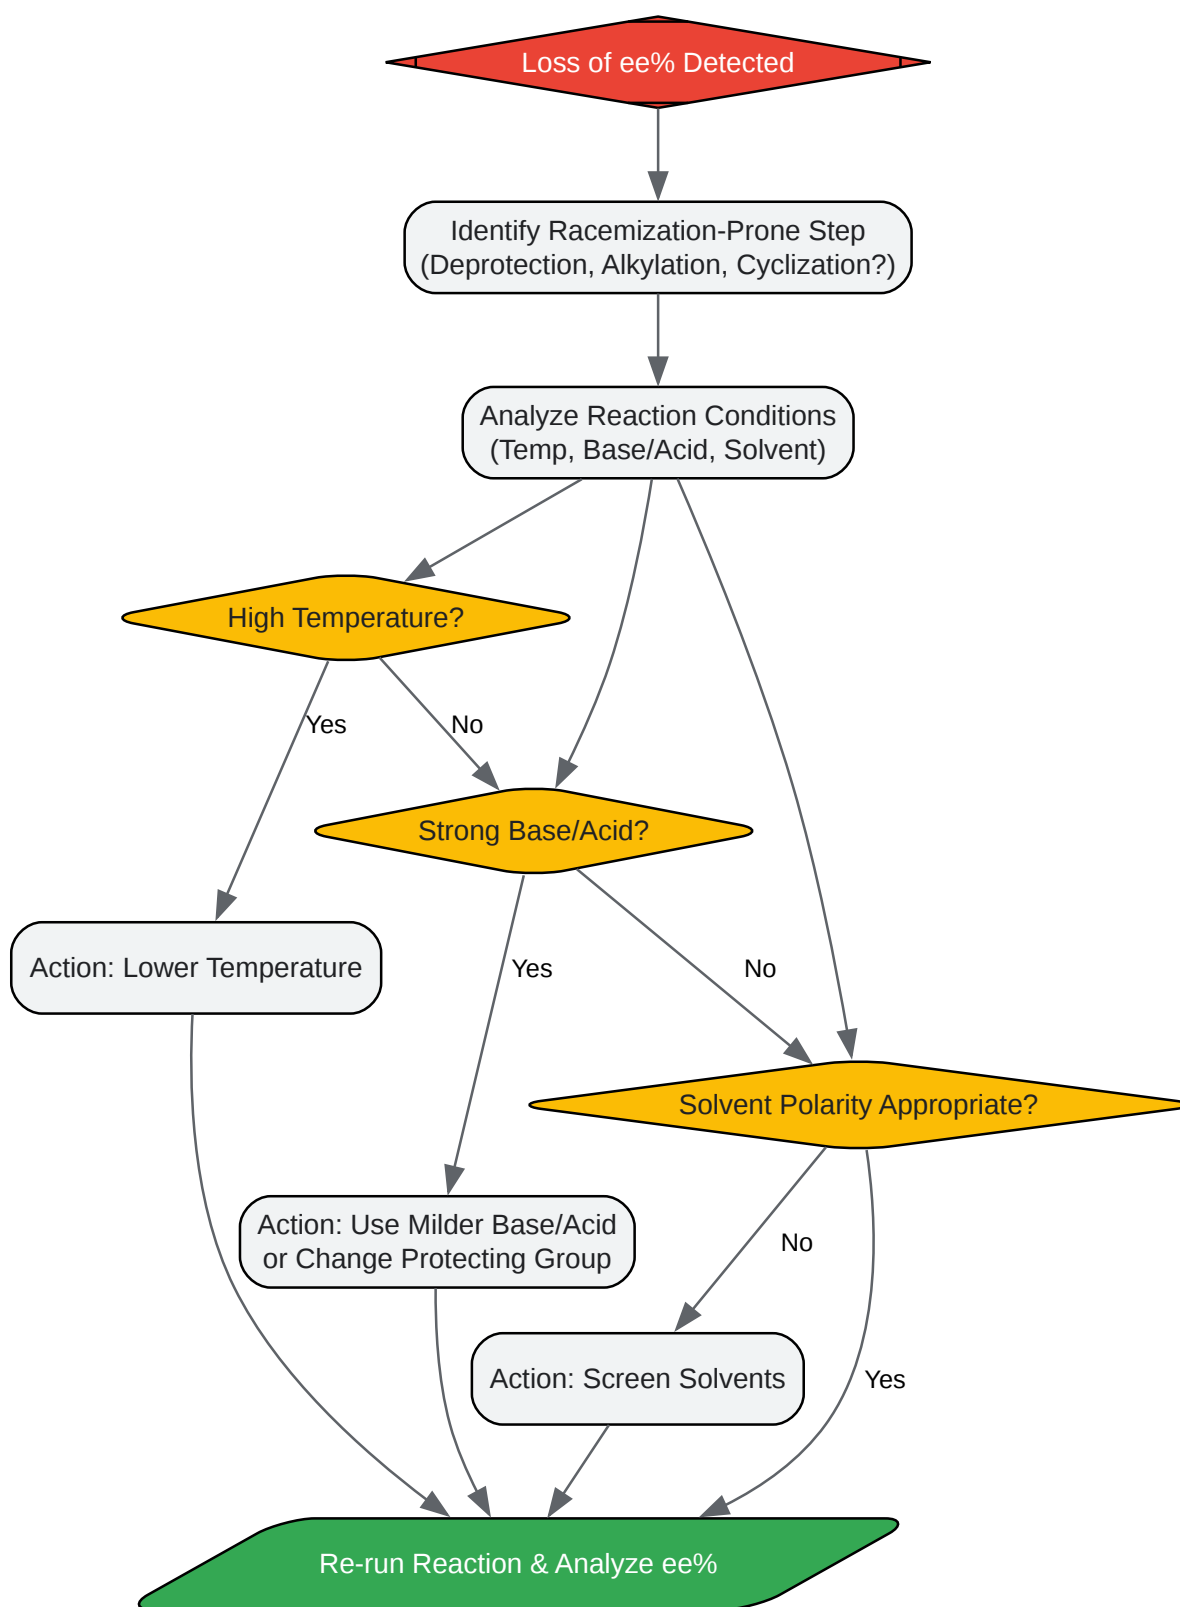 Loss of ee% Detected
Identify Racemization-Prone Step
(Deprotection, Alkylation, Cyclization?)
Analyze Reaction Conditions
(Temp, Base/Acid, Solvent)
High Temperature?
Yes
No
Strong Base/Acid?
Action: Lower Temperature
Yes
No
Solvent Polarity Appropriate?
Action: Use Milder Base/Acid
or Change Protecting Group
No
Action: Screen Solvents
Yes
Re-run Reaction & Analyze ee%